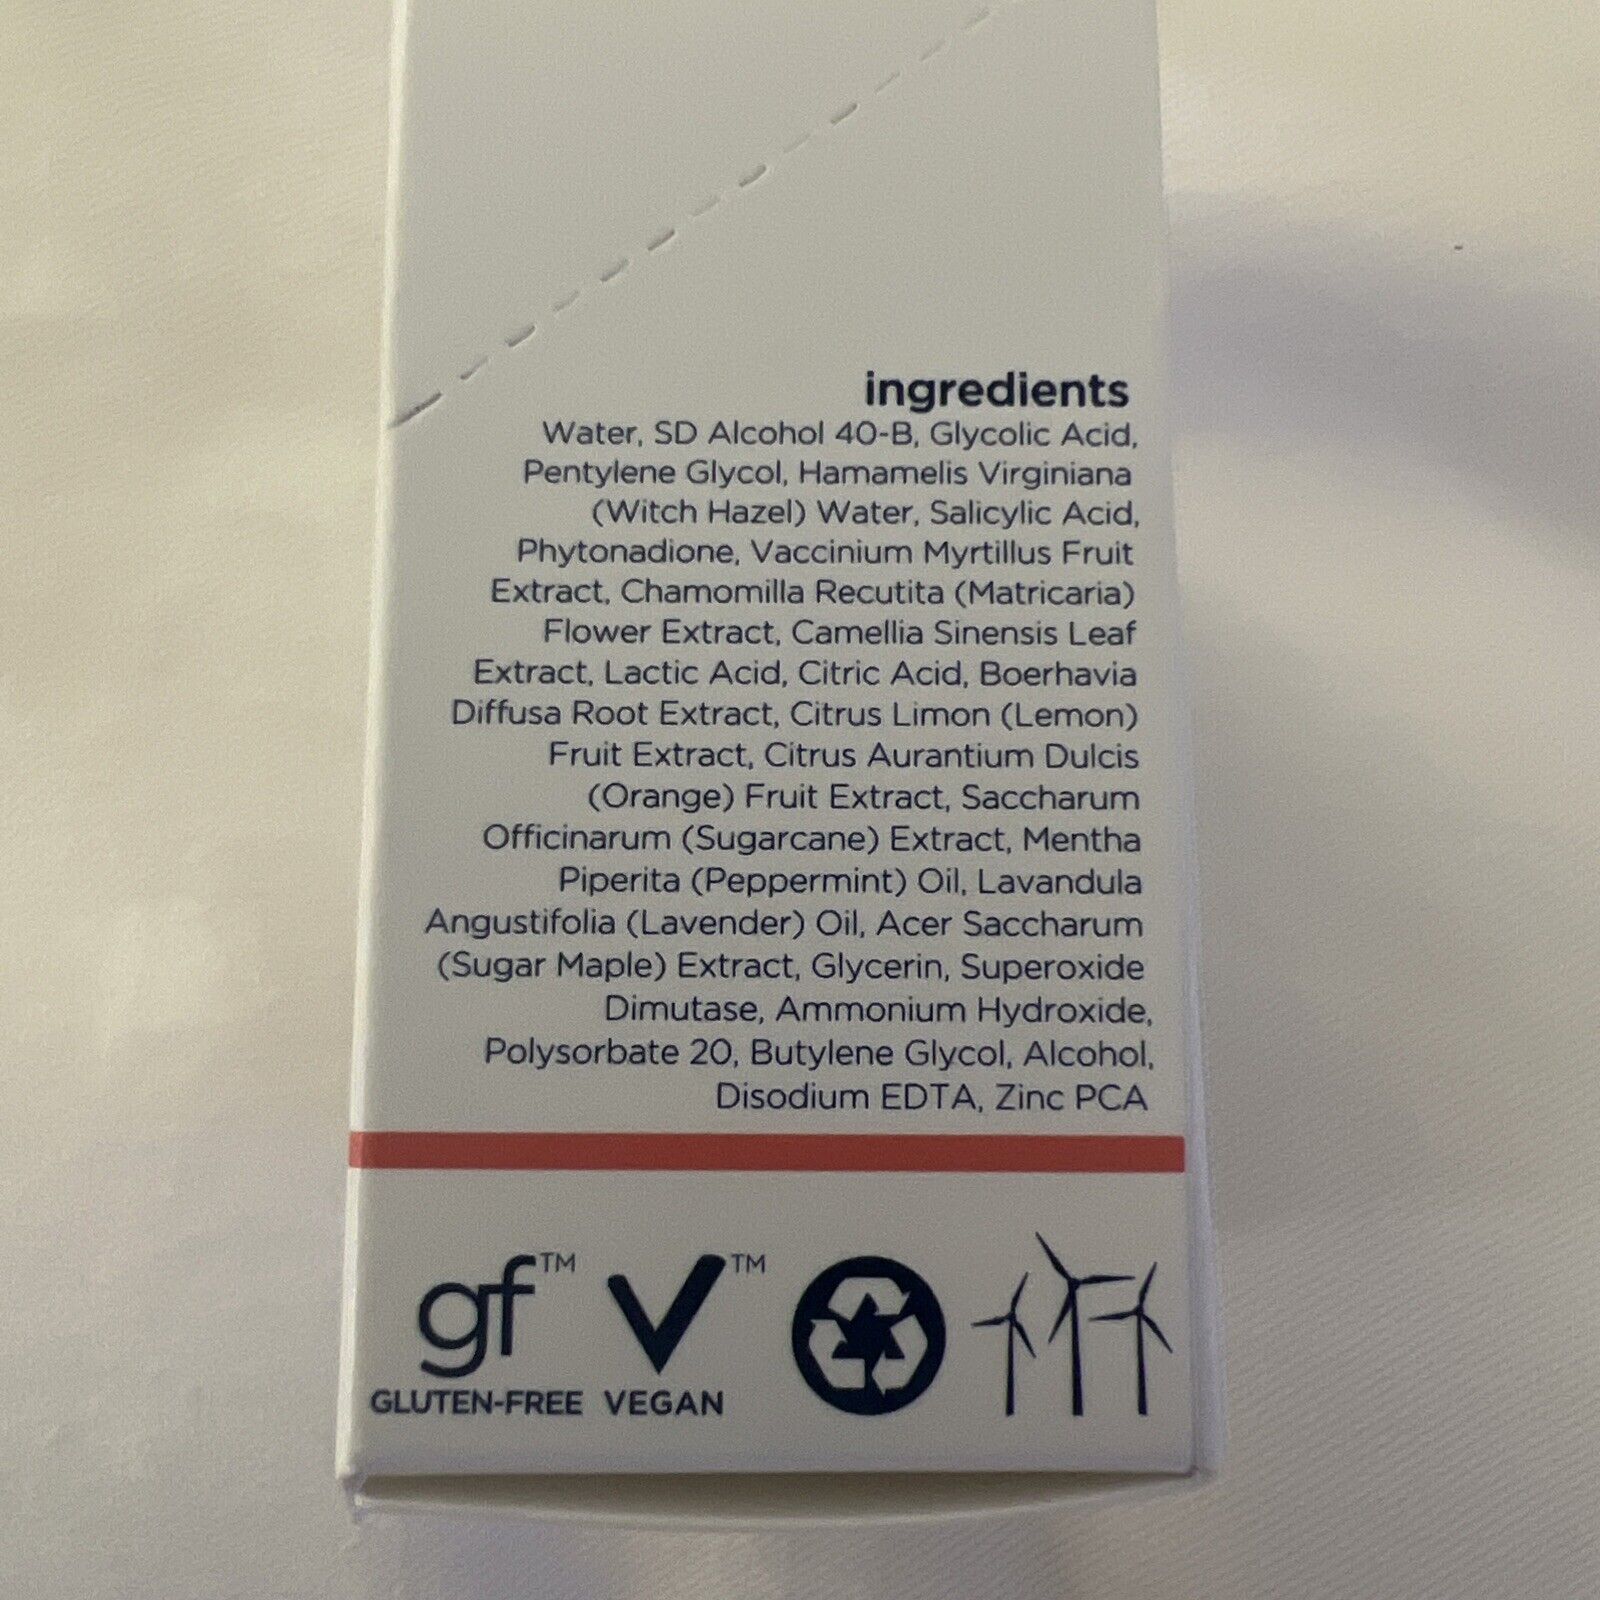 ingredients
Water, SD Alcohol 40-B, Glycolic Acid,
Pentylene Glycol, Hamamelis Virginiana
(Witch Hazel) Water, Salicylic Acid,
Phytonadione, Vaccinium Myrtillus Fruit
Extract, Chamomilla Recutita (Matricaria)
Flower Extract, Camellia Sinensis Leaf
Extract, Lactic Acid, Citric Acid, Boerhavia
Diffusa Root Extract, Citrus Limon (Lemon)
Fruit Extract, Citrus Aurantium Dulcis
(Orange) Fruit Extract, Saccharum
Officinarum (Sugarcane) Extract, Mentha
Piperita (Peppermint) Oil, Lavandula
Angustifolia (Lavender) Oil, Acer Saccharum
(Sugar Maple) Extract, Glycerin, Superoxide
Dimutase, Ammonium Hydroxide,
Polysorbate 20, Butylene Glycol, Alcohol,
Disodium EDTA, Zinc PCA
gf™ V™
GLUTEN-FREE VEGAN